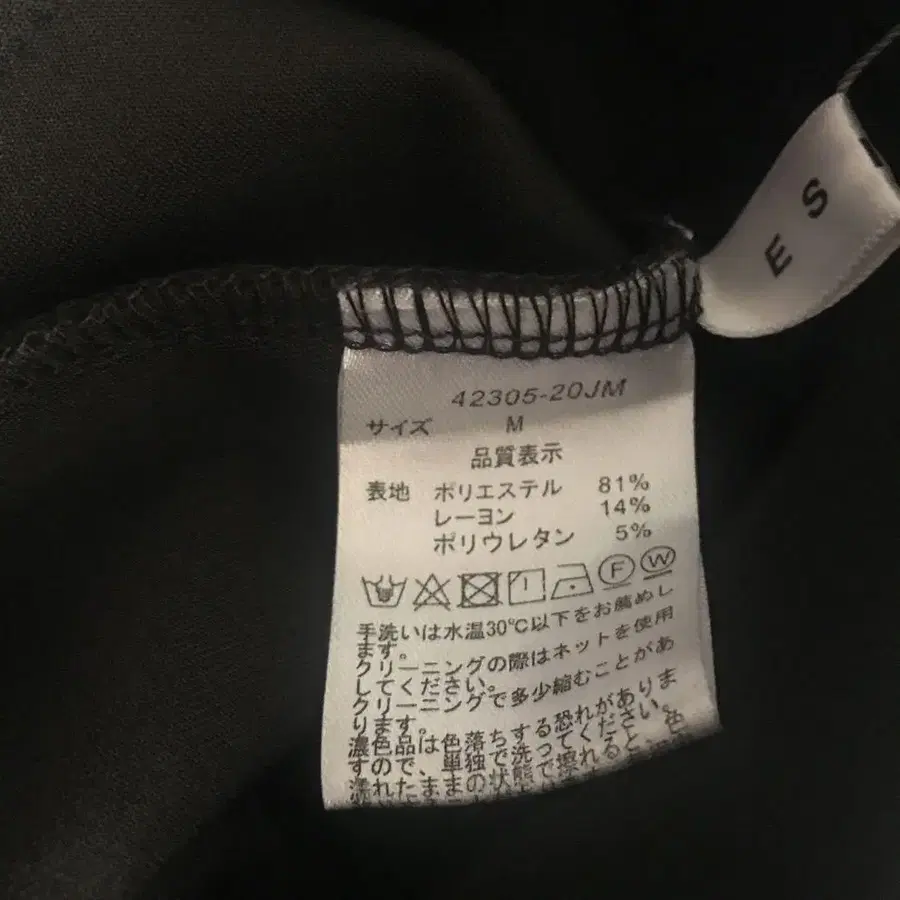 E S
42305-20JM
サイズ M
品質表示
表地 ポリエステル 81%
レーヨン 14%
ポリウレタン 5%
F W
手洗いは水温30℃以下をお薦めし
ます。
クリーニングの際はネットを使用
してください。
クリーニングで多少縮むことがあ
ります。
濃色品は色落ちする恐れがありま
すので、単独で洗ってください。
濡れたままの状態で擦れると、色